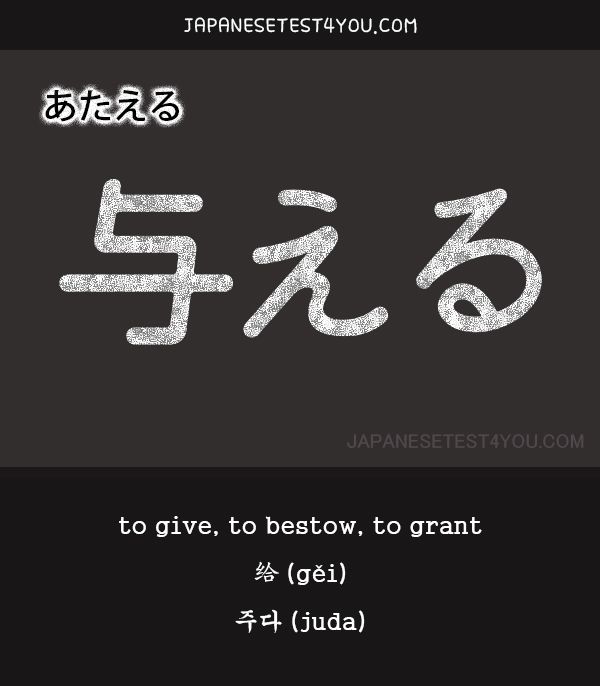 JAPANESETEST4YOU.COM
あたえる
与える
JAPANESETEST4YOU.COM
to give, to bestow, to grant
给 (gěi)
주다 (juda)